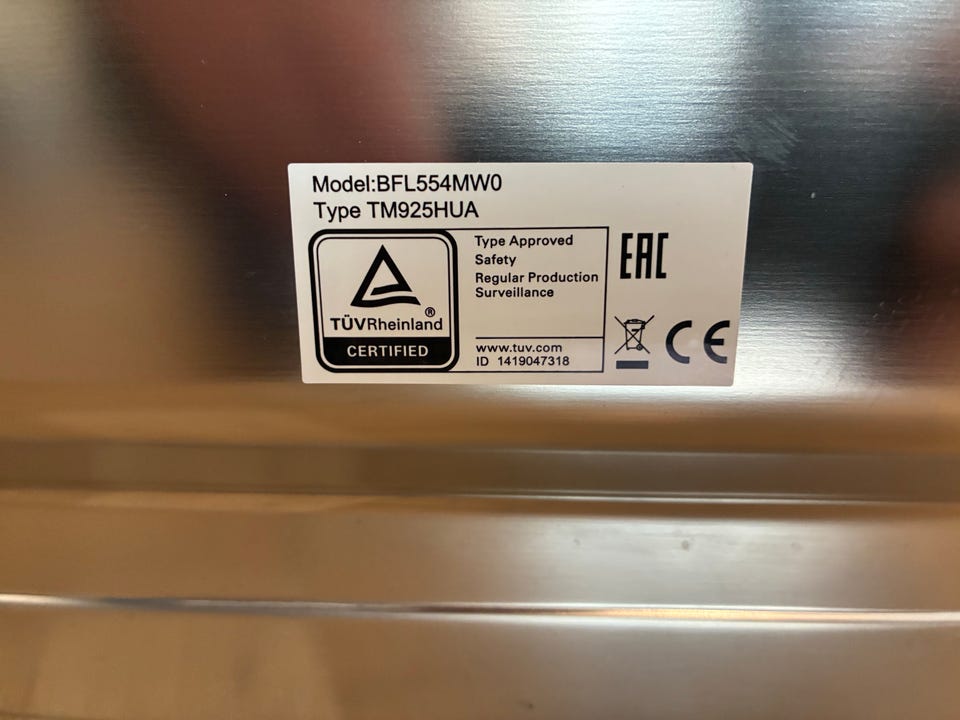 Model:BFL554MW0
Type TM925HUA
Type Approved
Safety
Regular Production
Surveillance
EAC
TÜVRheinland®
CERTIFIED
www.tuv.com
ID 1419047318
CE